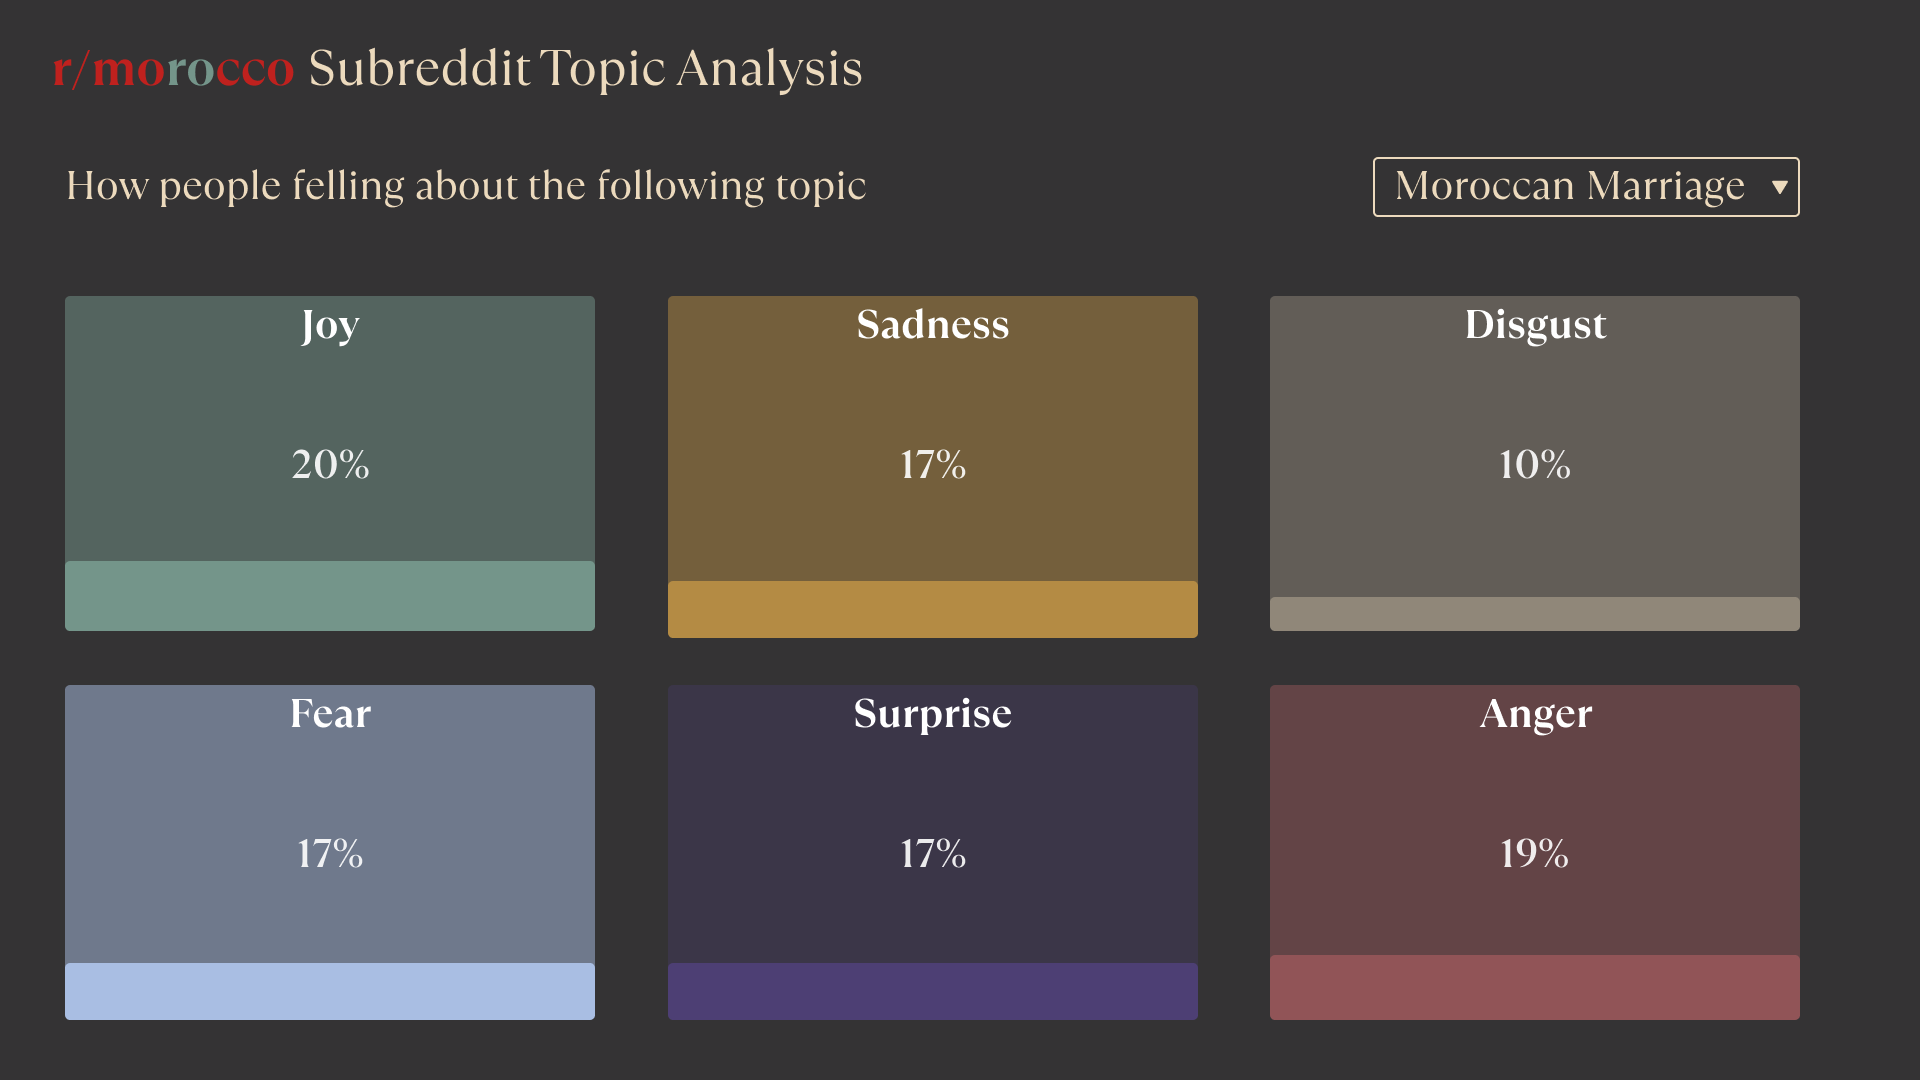 r/morocco Subreddit Topic Analysis
How people felling about the following topic
Moroccan Marriage ▼
Joy
20%
Sadness
17%
Disgust
10%
Fear
17%
Surprise
17%
Anger
19%